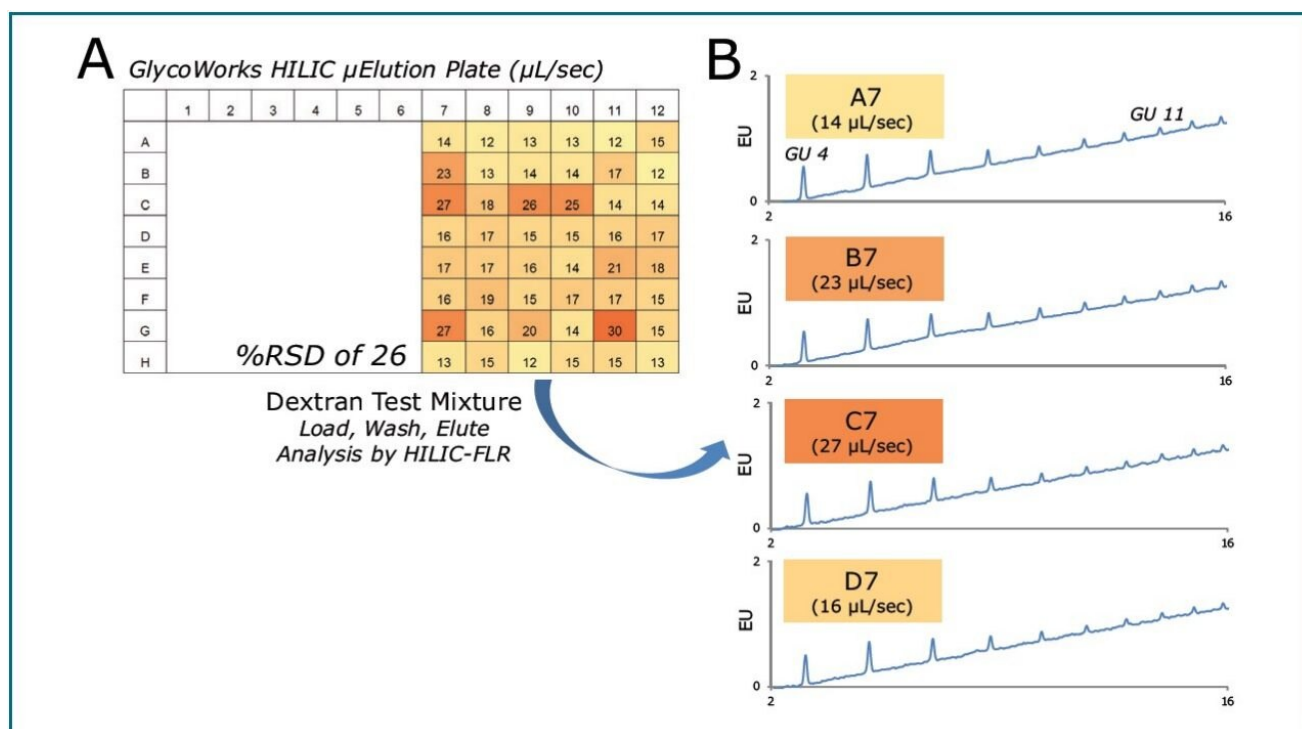 A
GlycoWorks HILIC µElution Plate (µL/sec)
1 2 3 4 5 6 7 8 9 10 11 12
A 14 12 13 13 12 15
B 23 13 14 14 17 12
C 27 18 26 25 14 14
D 16 17 15 15 16 17
E 17 17 16 14 21 18
F 16 19 15 17 17 15
G 27 16 20 14 30 15
H 13 15 12 15 15 13
%RSD of 26
Dextran Test Mixture
Load, Wash, Elute
Analysis by HILIC-FLR
B
2
EU
0
A7
(14 µL/sec)
GU 4
GU 11
2 16
2
EU
0
B7
(23 µL/sec)
2 16
2
EU
0
C7
(27 µL/sec)
2 16
2
EU
0
D7
(16 µL/sec)
2 16